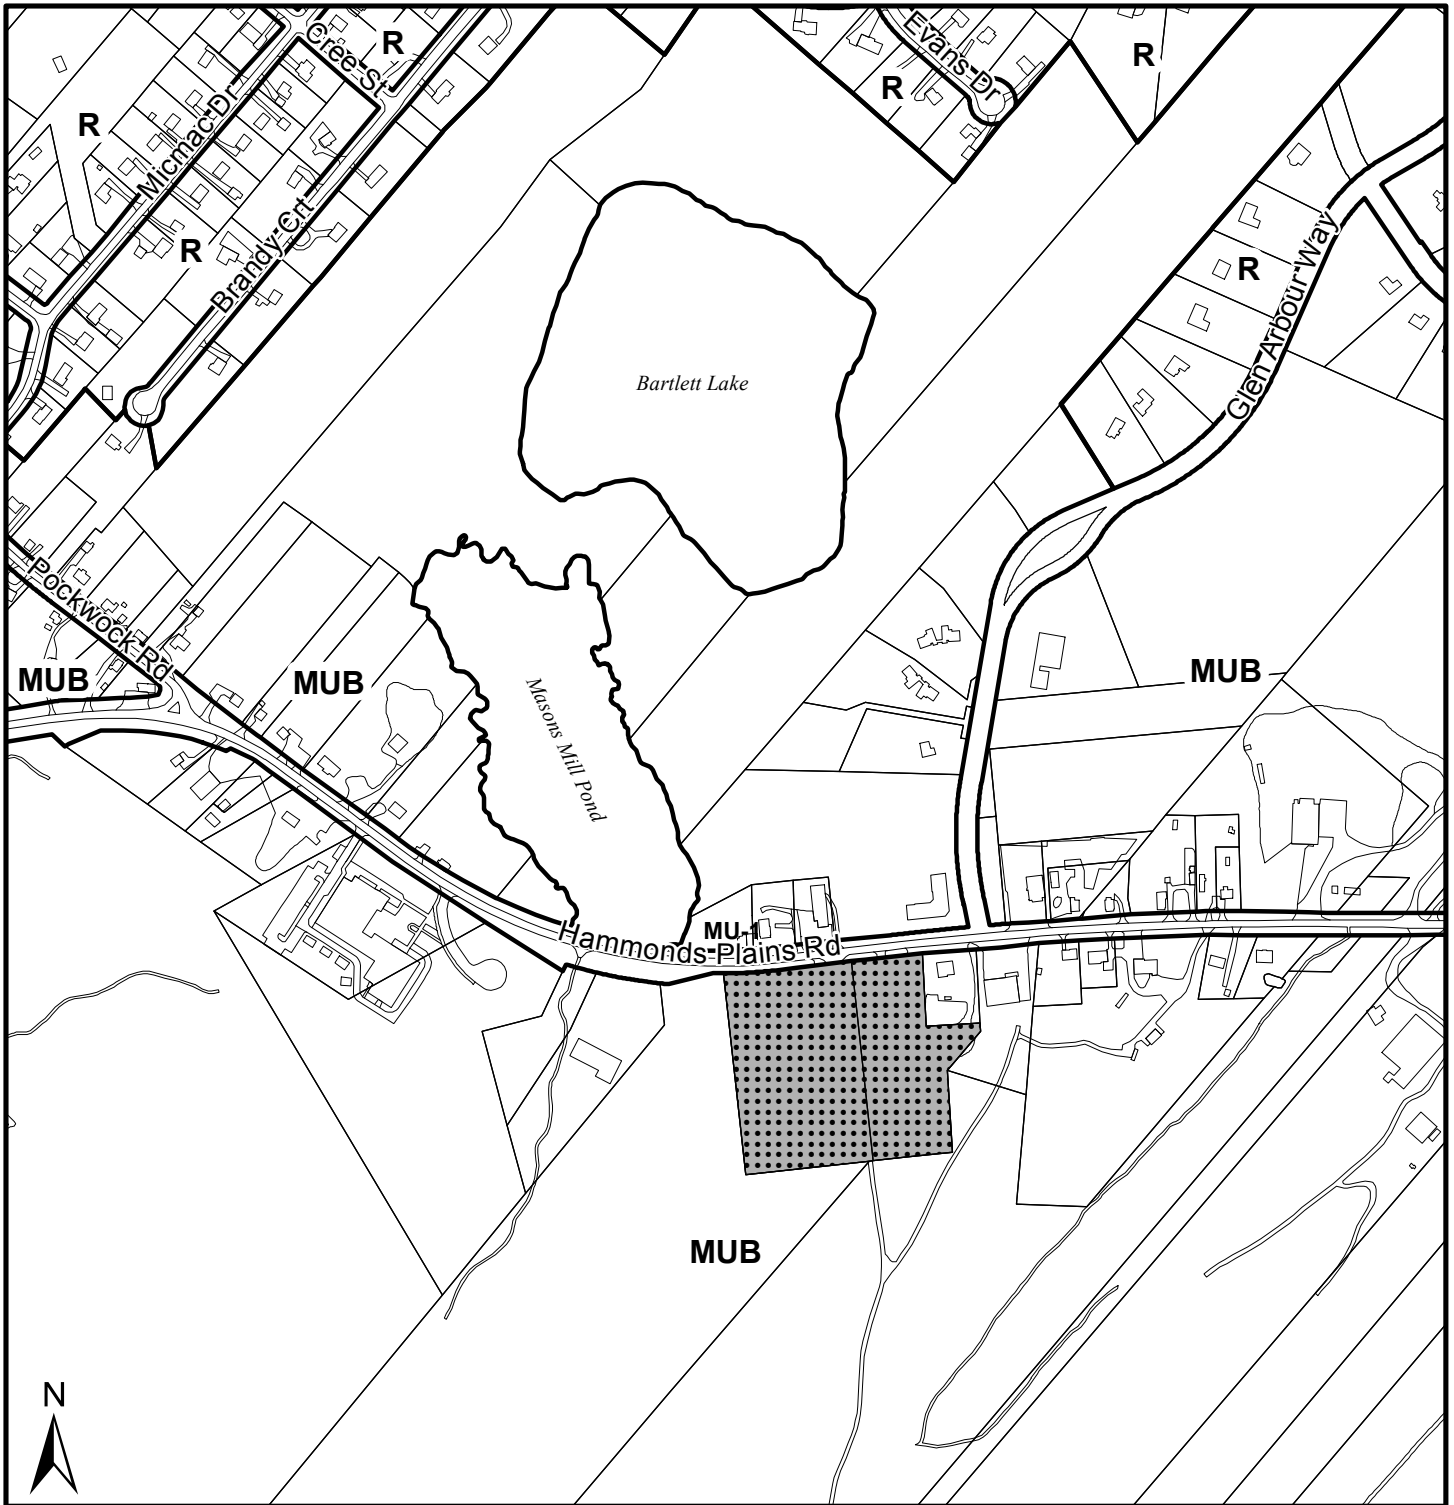 Cree St
R
Evans Dr
R
R
R
Micmac Dr
R
Brandy Crt
Glen Arbour Way
R
Bartlett Lake
Pockwock Rd
MUB
MUB
MUB
Masons Mill Pond
MU-1
Hammonds Plains Rd
MUB
N